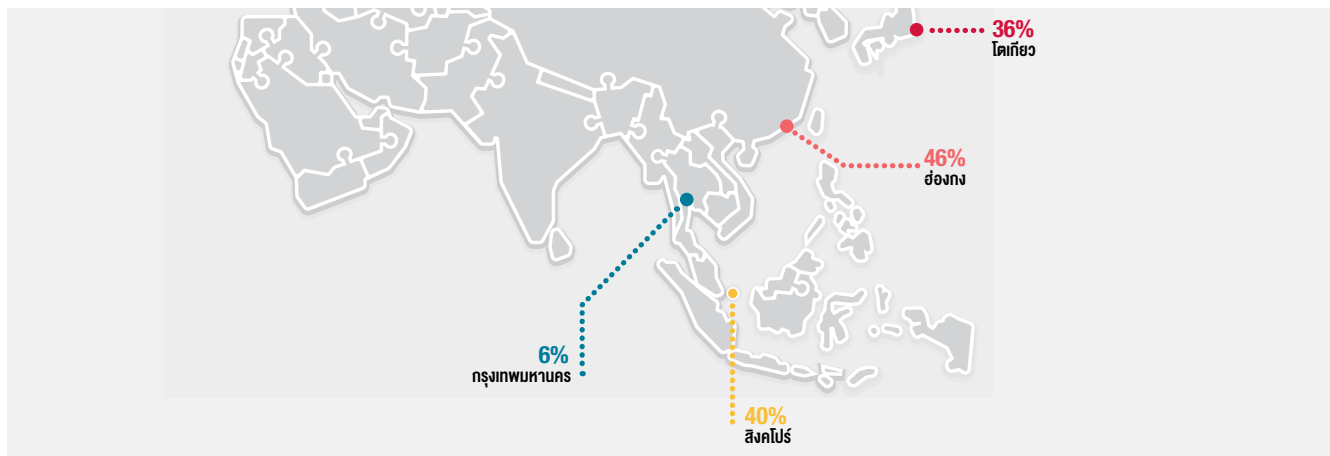 36%
โตเกียว
46%
ฮ่องกง
6%
กรุงเทพมหานคร
40%
สิงคโปร์